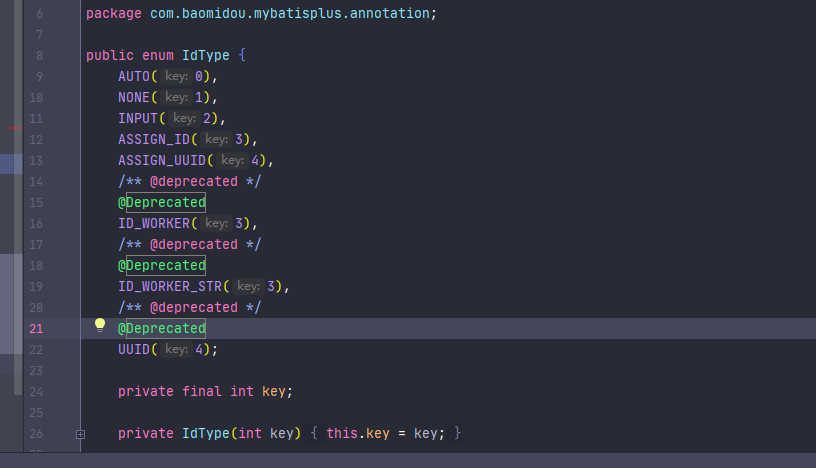 6 package com.baomidou.mybatisplus.annotation;
7
8 public enum IdType {
9 AUTO( key: 0),
10 NONE( key: 1),
11 INPUT( key: 2),
12 ASSIGN_ID( key: 3),
13 ASSIGN_UUID( key: 4),
14 /** @deprecated */
15 @Deprecated
16 ID_WORKER( key: 3),
17 /** @deprecated */
18 @Deprecated
19 ID_WORKER_STR( key: 3),
20 /** @deprecated */
21 @Deprecated
22 UUID( key: 4);
23
24 private final int key;
25
26 private IdType(int key) { this.key = key; }